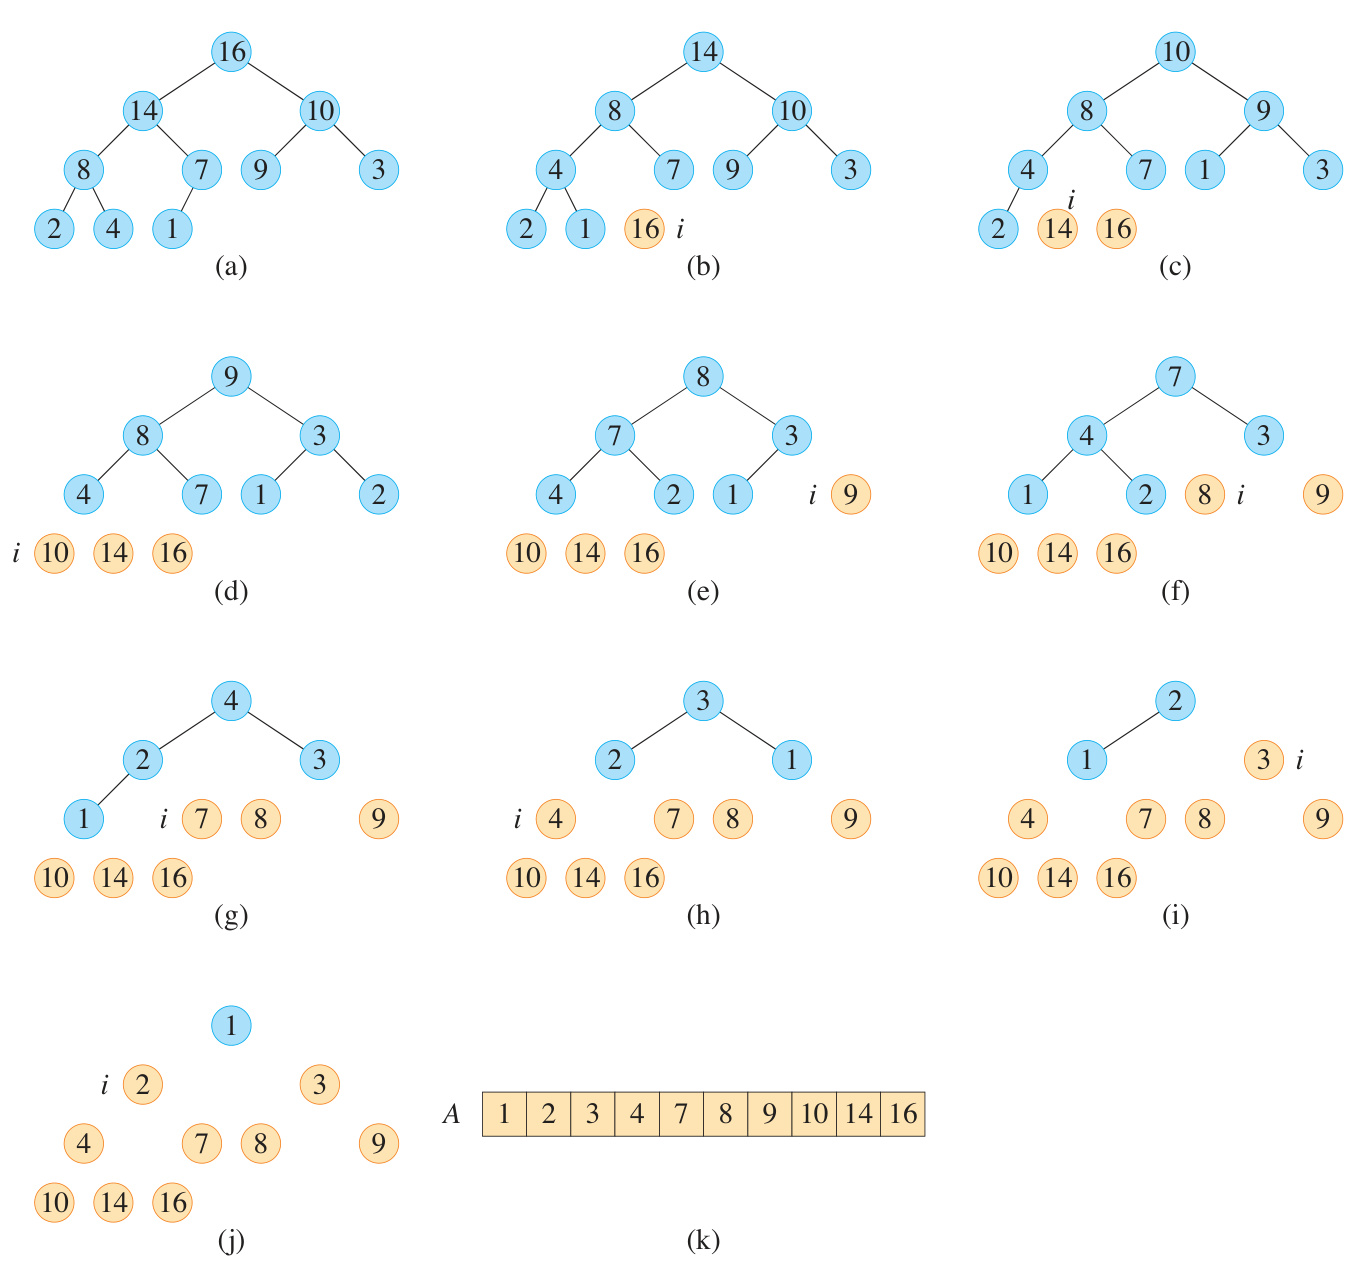 16
14 10
8 7 9 3
2 4 1
(a)
14
8 10
4 7 9 3
2 1 16 i
(b)
10
8 9
4 7 1 3
i
2 14 16
(c)
9
8 3
4 7 1 2
i 10 14 16
(d)
8
7 3
4 2 1 i 9
10 14 16
(e)
7
4 3
1 2 8 i 9
10 14 16
(f)
4
2 3
1 i 7 8 9
10 14 16
(g)
3
2 1
i 4 7 8 9
10 14 16
(h)
2
1 3 i
4 7 8 9
10 14 16
(i)
1
i 2 3
4 7 8 9
10 14 16
(j)
A 1 2 3 4 7 8 9 10 14 16
(k)